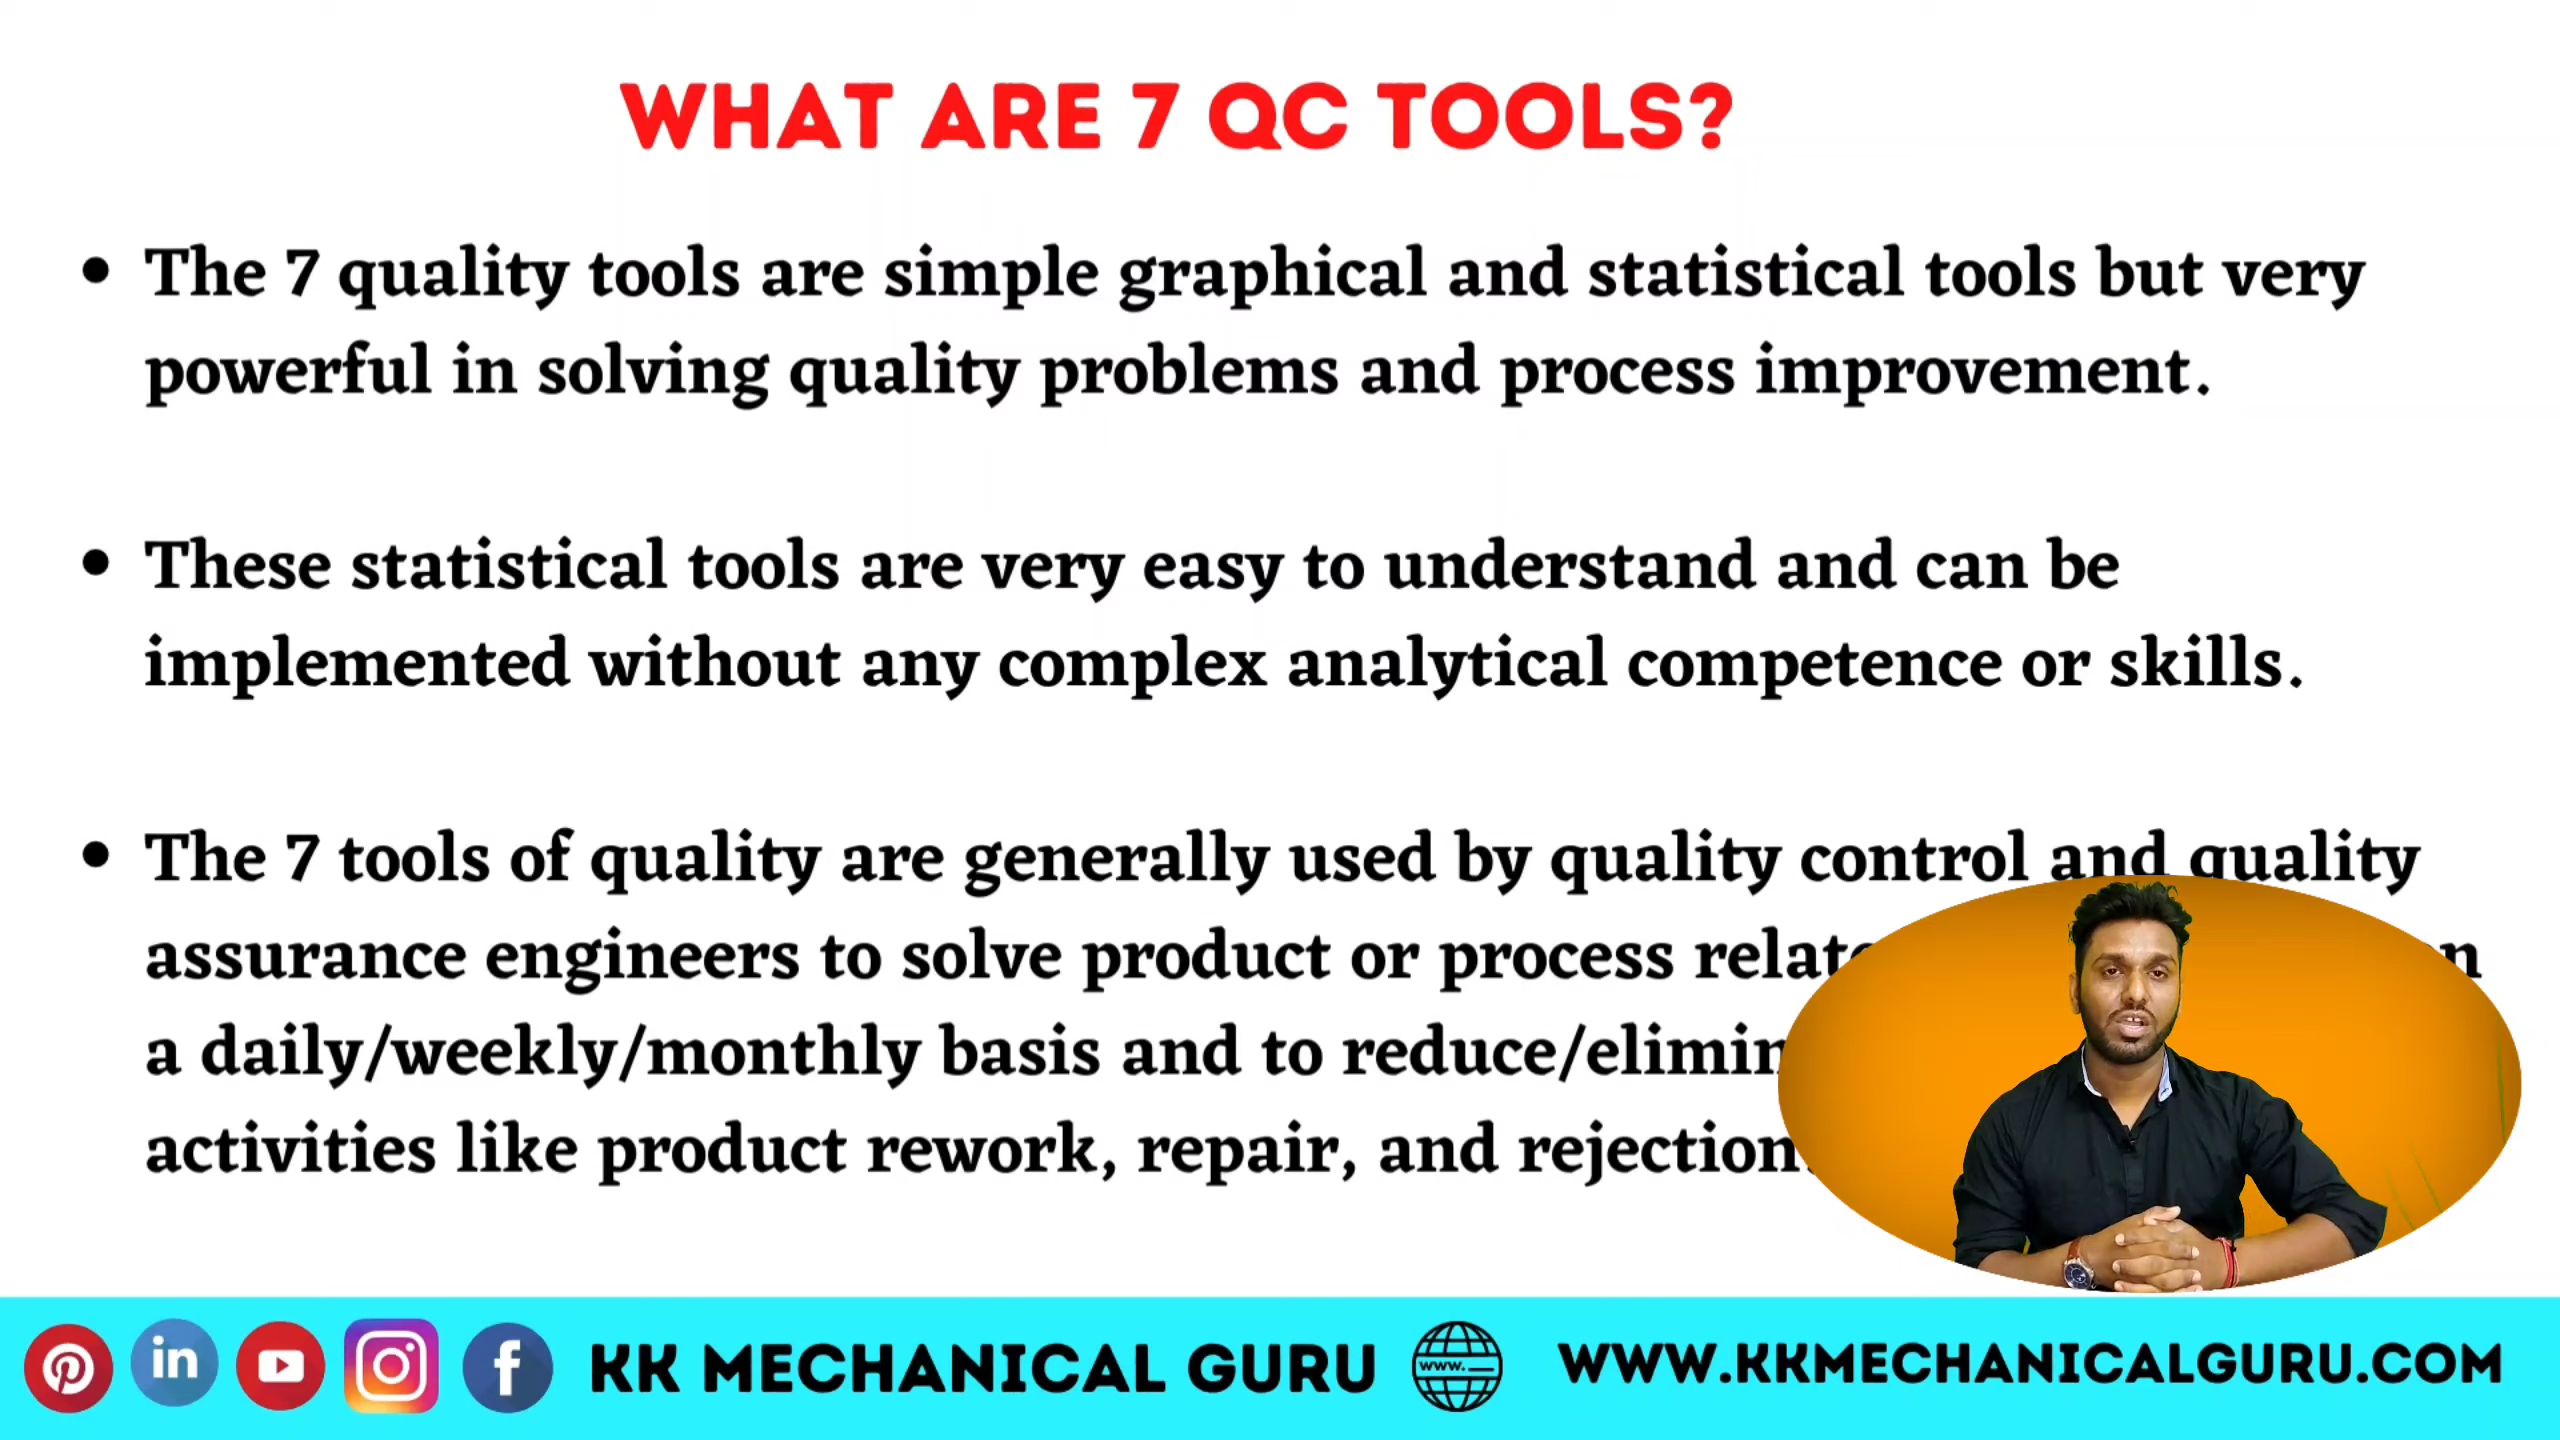 WHAT ARE 7 QC TOOLS?
• The 7 quality tools are simple graphical and statistical tools but very
powerful in solving quality problems and process improvement.
• These statistical tools are very easy to understand and can be
implemented without any complex analytical competence or skills.
• The 7 tools of quality are generally used by quality control and quality
assurance engineers to solve product or process
a daily/weekly/monthly basis and to
activities like product rework, repair, and rejection
in KK MECHANICAL GURU www. WWW.KKMECHANICALGURU.COM